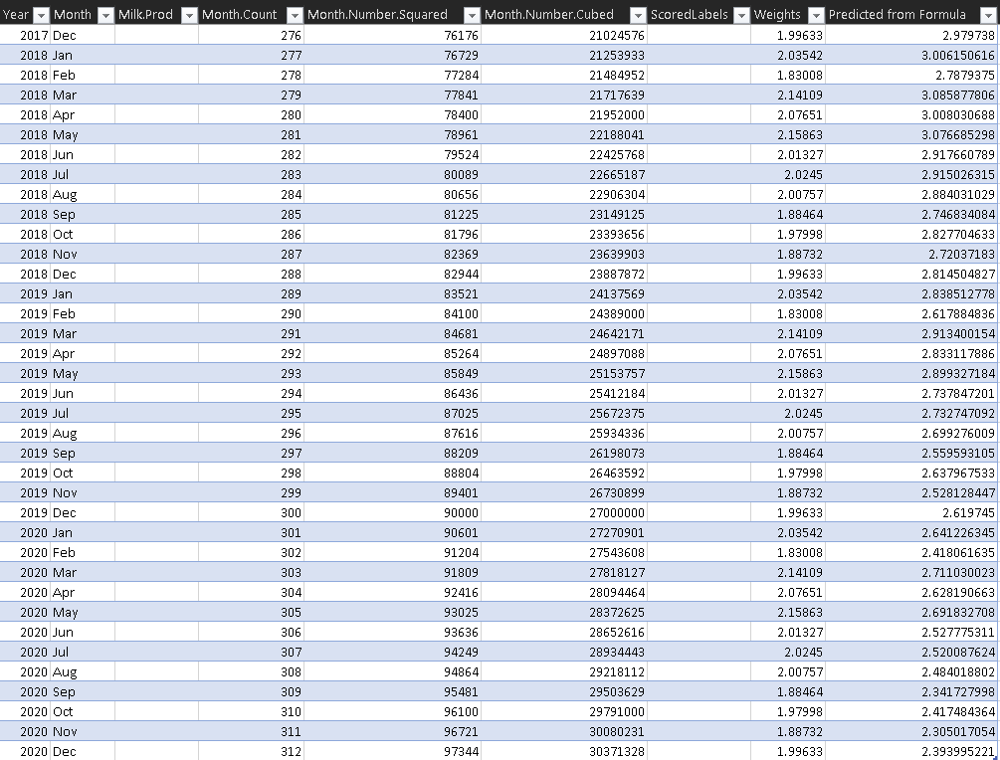 Year Month Milk.Prod Month.Count Month.Number.Squared Month.Number.Cubed ScoredLabels Weights Predicted from Formula
2017 Dec 276 76176 21024576 1.99633 2.979738
2018 Jan 277 76729 21253933 2.03542 3.006150616
2018 Feb 278 77284 21484952 1.83008 2.7879375
2018 Mar 279 77841 21717639 2.14109 3.085877806
2018 Apr 280 78400 21952000 2.07651 3.008030688
2018 May 281 78961 22188041 2.15863 3.076685298
2018 Jun 282 79524 22425768 2.01327 2.917660789
2018 Jul 283 80089 22665187 2.0245 2.915026315
2018 Aug 284 80656 22906304 2.00757 2.884031029
2018 Sep 285 81225 23149125 1.88464 2.746834084
2018 Oct 286 81796 23393656 1.97998 2.827704633
2018 Nov 287 82369 23639903 1.88732 2.72037183
2018 Dec 288 82944 23887872 1.99633 2.814504827
2019 Jan 289 83521 24137569 2.03542 2.838512778
2019 Feb 290 84100 24389000 1.83008 2.617884836
2019 Mar 291 84681 24642171 2.14109 2.913400154
2019 Apr 292 85264 24897088 2.07651 2.833117886
2019 May 293 85849 25153757 2.15863 2.899327184
2019 Jun 294 86436 25412184 2.01327 2.737847201
2019 Jul 295 87025 25672375 2.0245 2.732747092
2019 Aug 296 87616 25934336 2.00757 2.699276009
2019 Sep 297 88209 26198073 1.88464 2.559593105
2019 Oct 298 88804 26463592 1.97998 2.637967533
2019 Nov 299 89401 26730899 1.88732 2.528128447
2019 Dec 300 90000 27000000 1.99633 2.619745
2020 Jan 301 90601 27270901 2.03542 2.641226345
2020 Feb 302 91204 27543608 1.83008 2.418061635
2020 Mar 303 91809 27818127 2.14109 2.711030023
2020 Apr 304 92416 28094464 2.07651 2.628190663
2020 May 305 93025 28372625 2.15863 2.691832708
2020 Jun 306 93636 28652616 2.01327 2.527775311
2020 Jul 307 94249 28934443 2.0245 2.520087624
2020 Aug 308 94864 29218112 2.00757 2.484018802
2020 Sep 309 95481 29503629 1.88464 2.341727998
2020 Oct 310 96100 29791000 1.97998 2.417484364
2020 Nov 311 96721 30080231 1.88732 2.305017054
2020 Dec 312 97344 30371328 1.99633 2.393995221